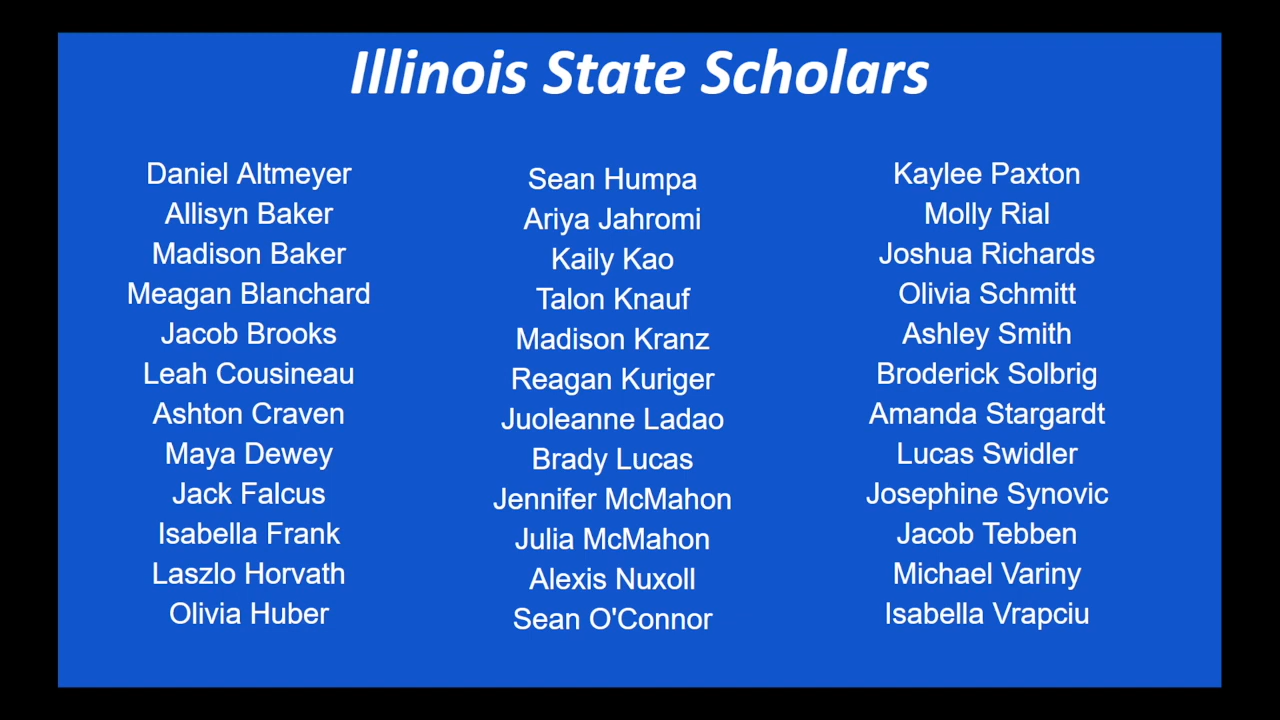 Illinois State Scholars
Daniel Altmeyer
Allisyn Baker
Madison Baker
Meagan Blanchard
Jacob Brooks
Leah Cousineau
Ashton Craven
Maya Dewey
Jack Falcus
Isabella Frank
Laszlo Horvath
Olivia Huber
Sean Humpa
Ariya Jahromi
Kaily Kao
Talon Knauf
Madison Kranz
Reagan Kuriger
Juoleanne Ladao
Brady Lucas
Jennifer McMahon
Julia McMahon
Alexis Nuxoll
Sean O'Connor
Kaylee Paxton
Molly Rial
Joshua Richards
Olivia Schmitt
Ashley Smith
Broderick Solbrig
Amanda Stargardt
Lucas Swidler
Josephine Synovic
Jacob Tebben
Michael Variny
Isabella Vrapciu